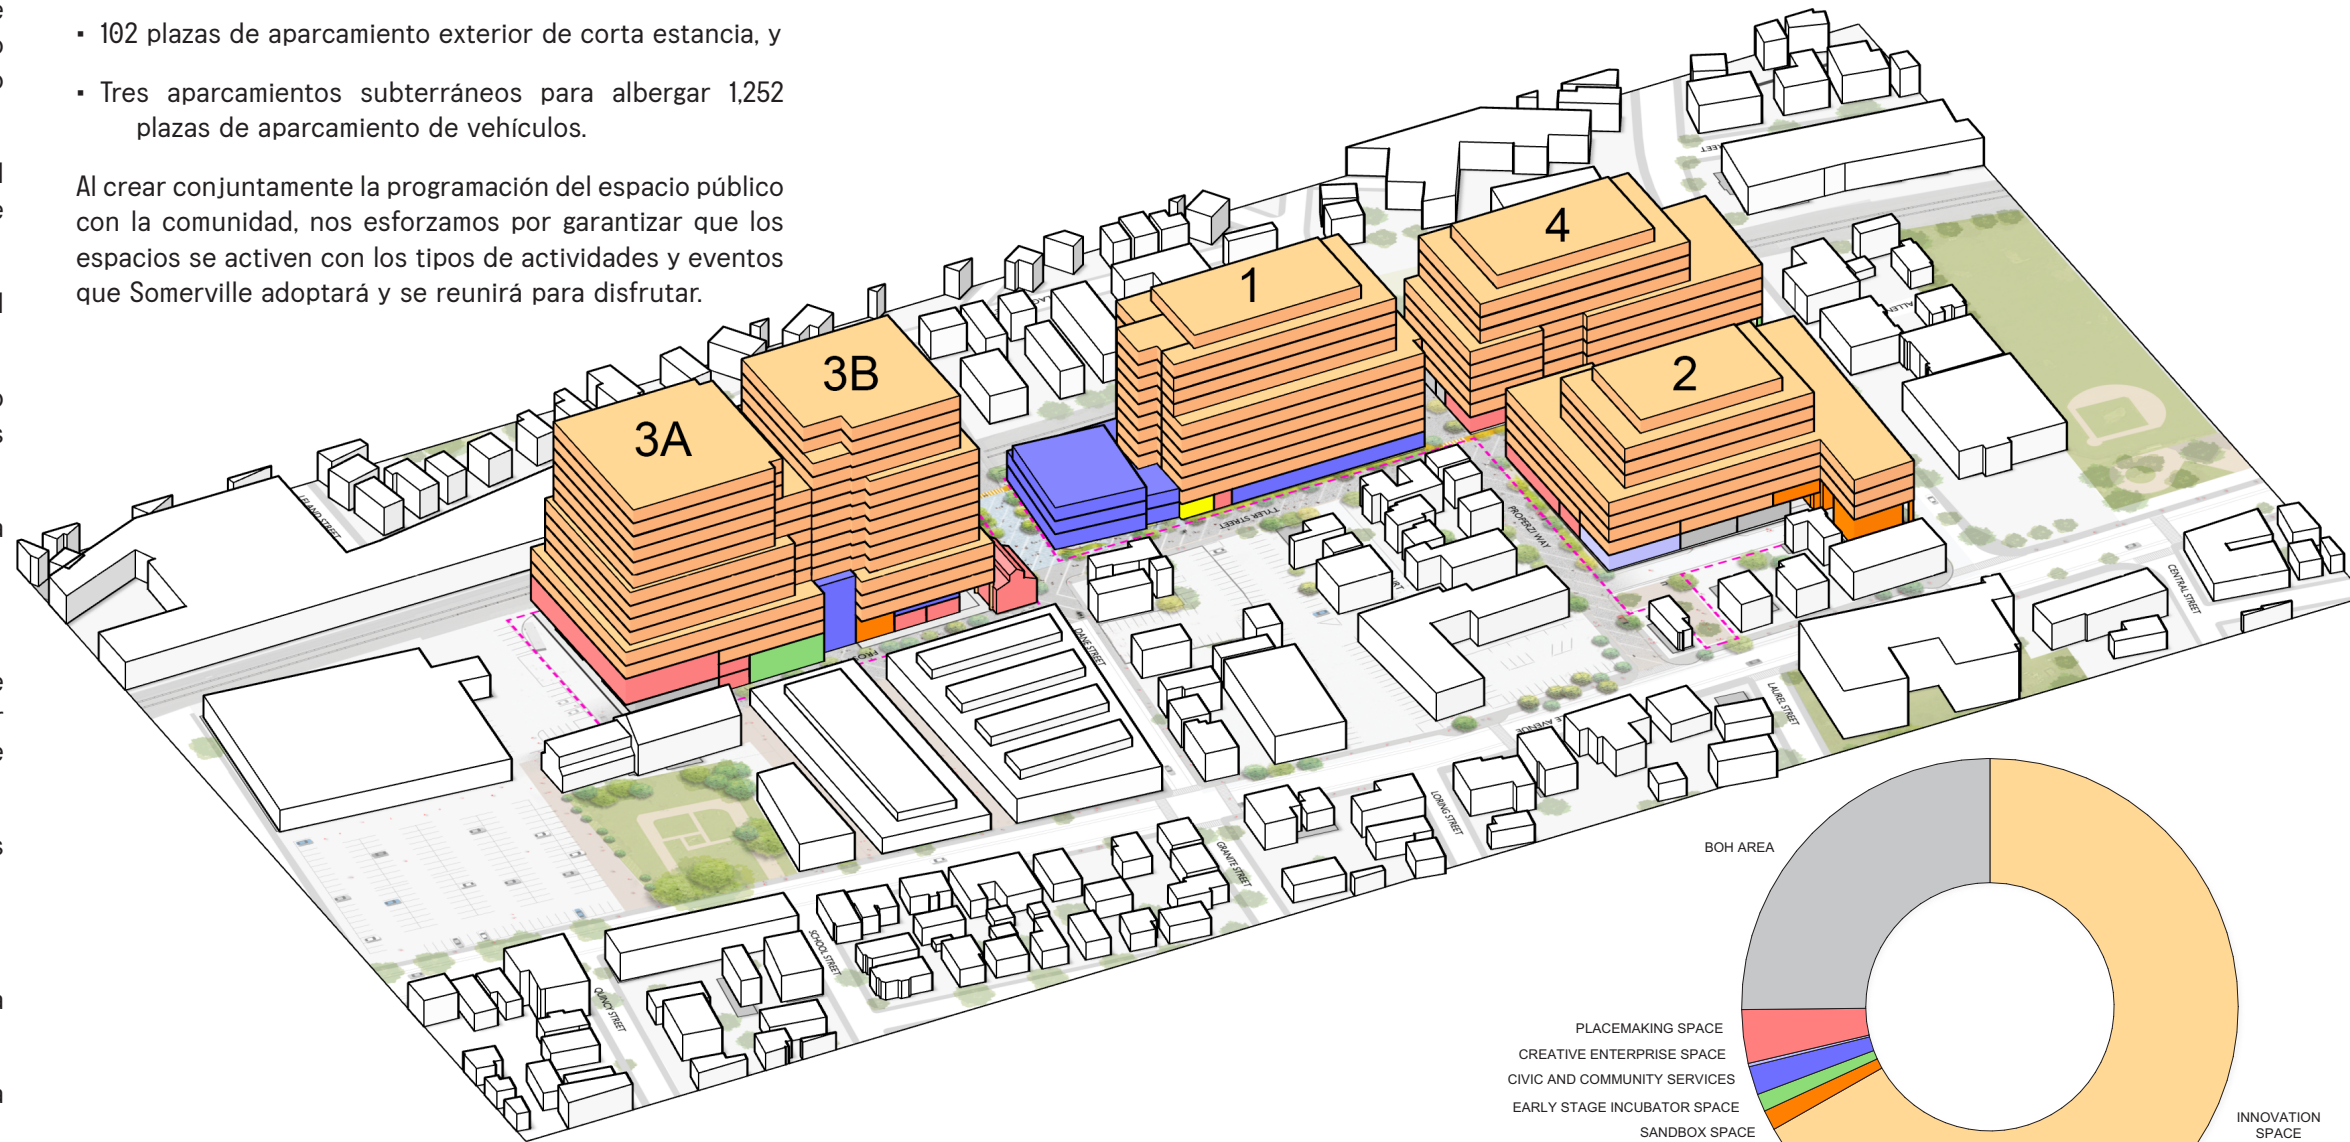 ▪ 102 plazas de aparcamiento exterior de corta estancia, y
▪ Tres aparcamientos subterráneos para albergar 1,252
plazas de aparcamiento de vehículos.
Al crear conjuntamente la programación del espacio público
con la comunidad, nos esforzamos por garantizar que los
espacios se activen con los tipos de actividades y eventos
que Somerville adoptará y se reunirá para disfrutar.
4
1
2
3B
3A
LELAND STREET
TYLER STREET
PROPERZI WAY
DANE STREET
CENTRAL STREET
LAUREL STREET
LORING STREET
GRANITE STREET
SCHOOL STREET
QUINCY STREET
BOH AREA
PLACEMAKING SPACE
CREATIVE ENTERPRISE SPACE
CIVIC AND COMMUNITY SERVICES
EARLY STAGE INCUBATOR SPACE
SANDBOX SPACE
INNOVATION
SPACE